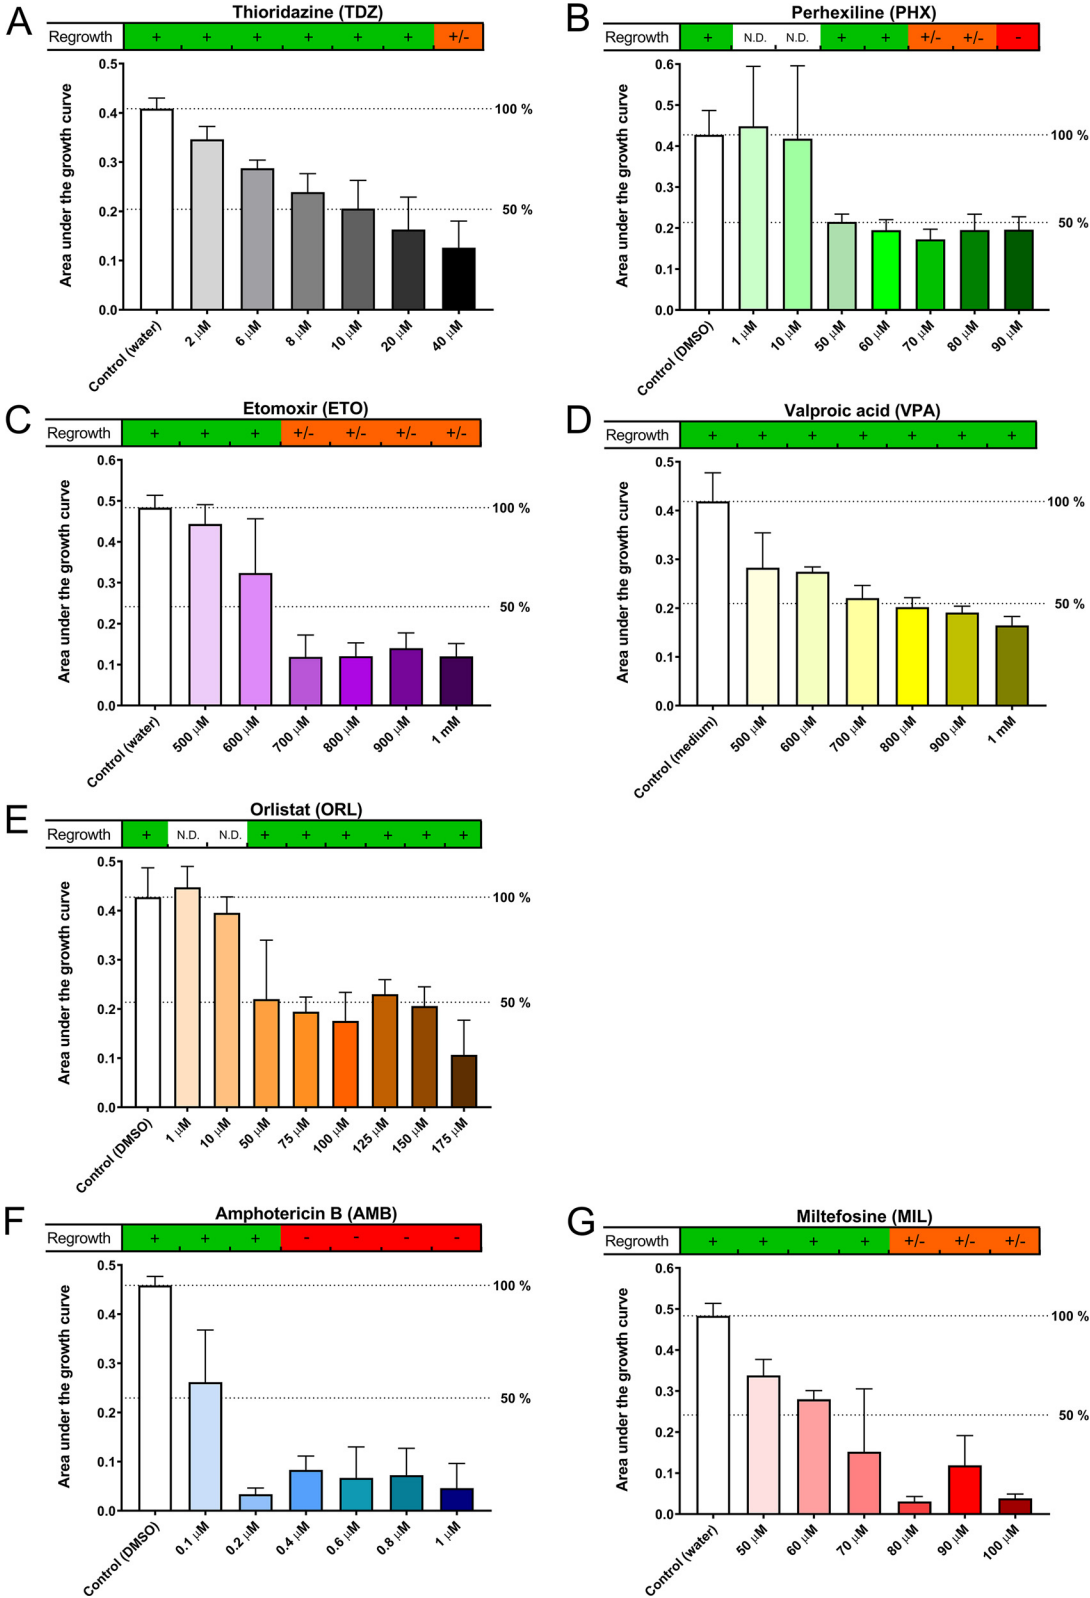 A
Thioridazine (TDZ)
Regrowth + + + + + + +/-
Area under the growth curve
0.5
0.4
0.3
0.2
0.1
0.0
100 %
50 %
Control (water) 2 µM 6 µM 8 µM 10 µM 20 µM 40 µM
B
Perhexiline (PHX)
Regrowth + N.D. N.D. + + +/- +/- -
Area under the growth curve
0.6
0.5
0.4
0.3
0.2
0.1
0.0
100 %
50 %
Control (DMSO) 1 µM 10 µM 50 µM 60 µM 70 µM 80 µM 90 µM
C
Etomoxir (ETO)
Regrowth + + + +/- +/- +/- +/-
Area under the growth curve
0.6
0.5
0.4
0.3
0.2
0.1
0.0
100 %
50 %
Control (water) 500 µM 600 µM 700 µM 800 µM 900 µM 1 mM
D
Valproic acid (VPA)
Regrowth + + + + + + +
Area under the growth curve
0.5
0.4
0.3
0.2
0.1
0.0
100 %
50 %
Control (medium) 500 µM 600 µM 700 µM 800 µM 900 µM 1 mM
E
Orlistat (ORL)
Regrowth + N.D. N.D. + + + + + +
Area under the growth curve
0.5
0.4
0.3
0.2
0.1
0.0
100 %
50 %
Control (DMSO) 1 µM 10 µM 50 µM 75 µM 100 µM 125 µM 150 µM 175 µM
F
Amphotericin B (AMB)
Regrowth + + + - - - -
Area under the growth curve
0.5
0.4
0.3
0.2
0.1
0.0
100 %
50 %
Control (DMSO) 0.1 µM 0.2 µM 0.4 µM 0.6 µM 0.8 µM 1 µM
G
Miltefosine (MIL)
Regrowth + + + + +/- +/- +/-
Area under the growth curve
0.6
0.5
0.4
0.3
0.2
0.1
0.0
100 %
50 %
Control (water) 50 µM 60 µM 70 µM 80 µM 90 µM 100 µM